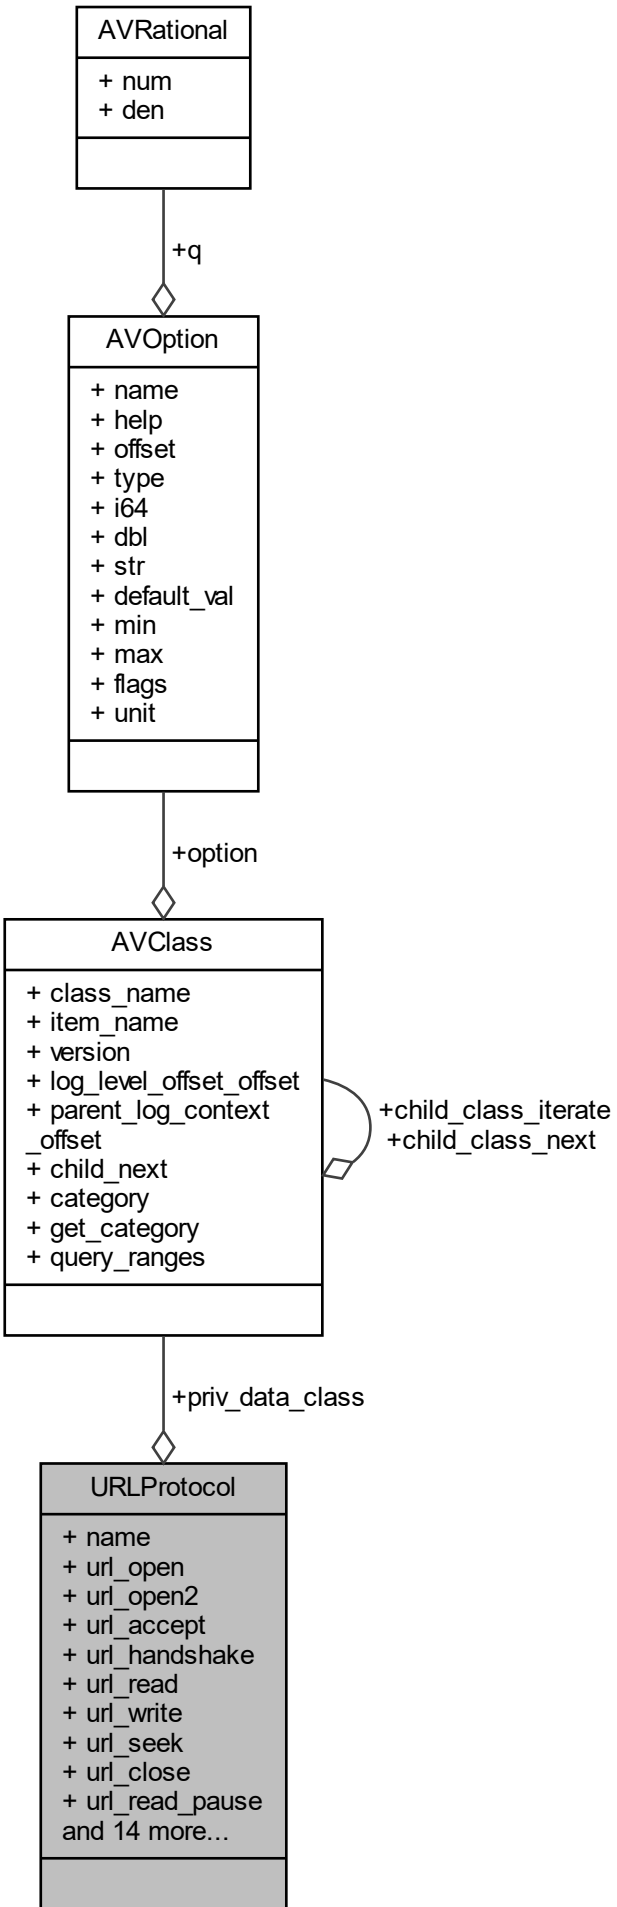 AVRational
+ num
+ den
+q
AVOption
+ name
+ help
+ offset
+ type
+ i64
+ dbl
+ str
+ default_val
+ min
+ max
+ flags
+ unit
+option
AVClass
+ class_name
+ item_name
+ version
+ log_level_offset_offset
+ parent_log_context
_offset
+ child_next
+ category
+ get_category
+ query_ranges
+child_class_iterate
+child_class_next
+priv_data_class
URLProtocol
+ name
+ url_open
+ url_open2
+ url_accept
+ url_handshake
+ url_read
+ url_write
+ url_seek
+ url_close
+ url_read_pause
and 14 more...